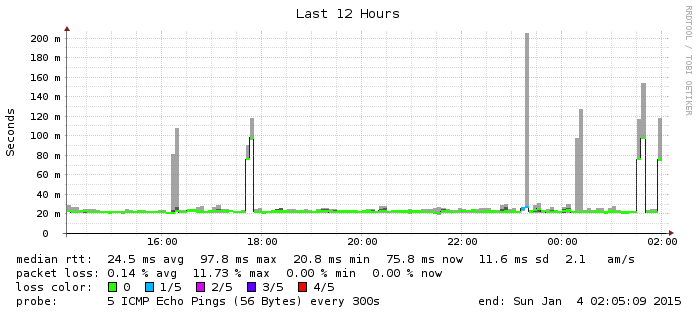 Last 12 Hours
RRDTOOL / TOBI OETIKER
Seconds
200 m
180 m
160 m
140 m
120 m
100 m
80 m
60 m
40 m
20 m
0
16:00 18:00 20:00 22:00 00:00 02:00
median rtt: 24.5 ms avg 97.8 ms max 20.8 ms min 75.8 ms now 11.6 ms sd 2.1 am/s
packet loss: 0.14 % avg 11.73 % max 0.00 % min 0.00 % now
loss color: 0 1/5 2/5 3/5 4/5
probe: 5 ICMP Echo Pings (56 Bytes) every 300s end: Sun Jan 4 02:05:09 2015